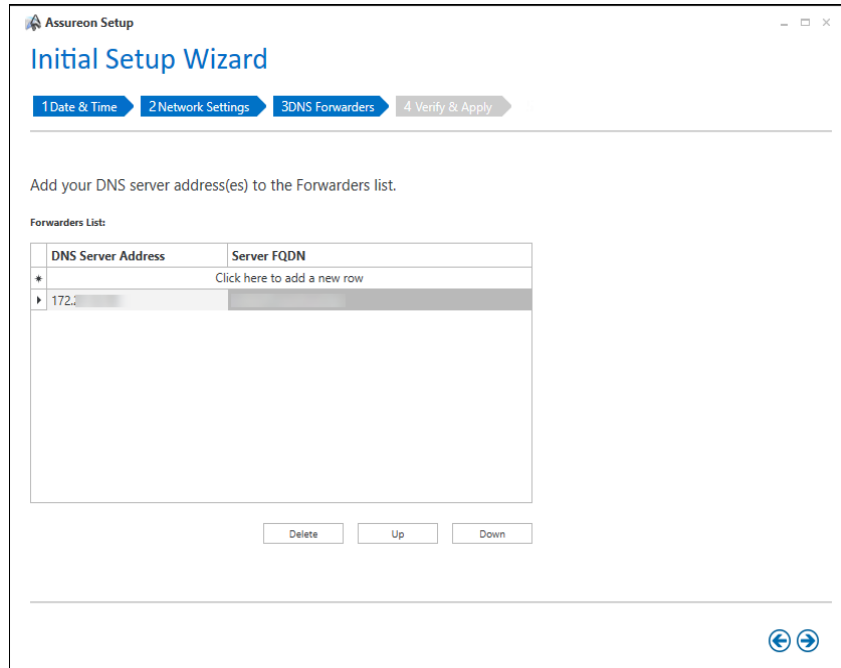 Assureon Setup
Initial Setup Wizard
1 Date & Time 2 Network Settings 3DNS Forwarders 4 Verify & Apply
Add your DNS server address(es) to the Forwarders list.
Forwarders List:
DNS Server Address Server FQDN
Click here to add a new row
172.
Delete Up Down